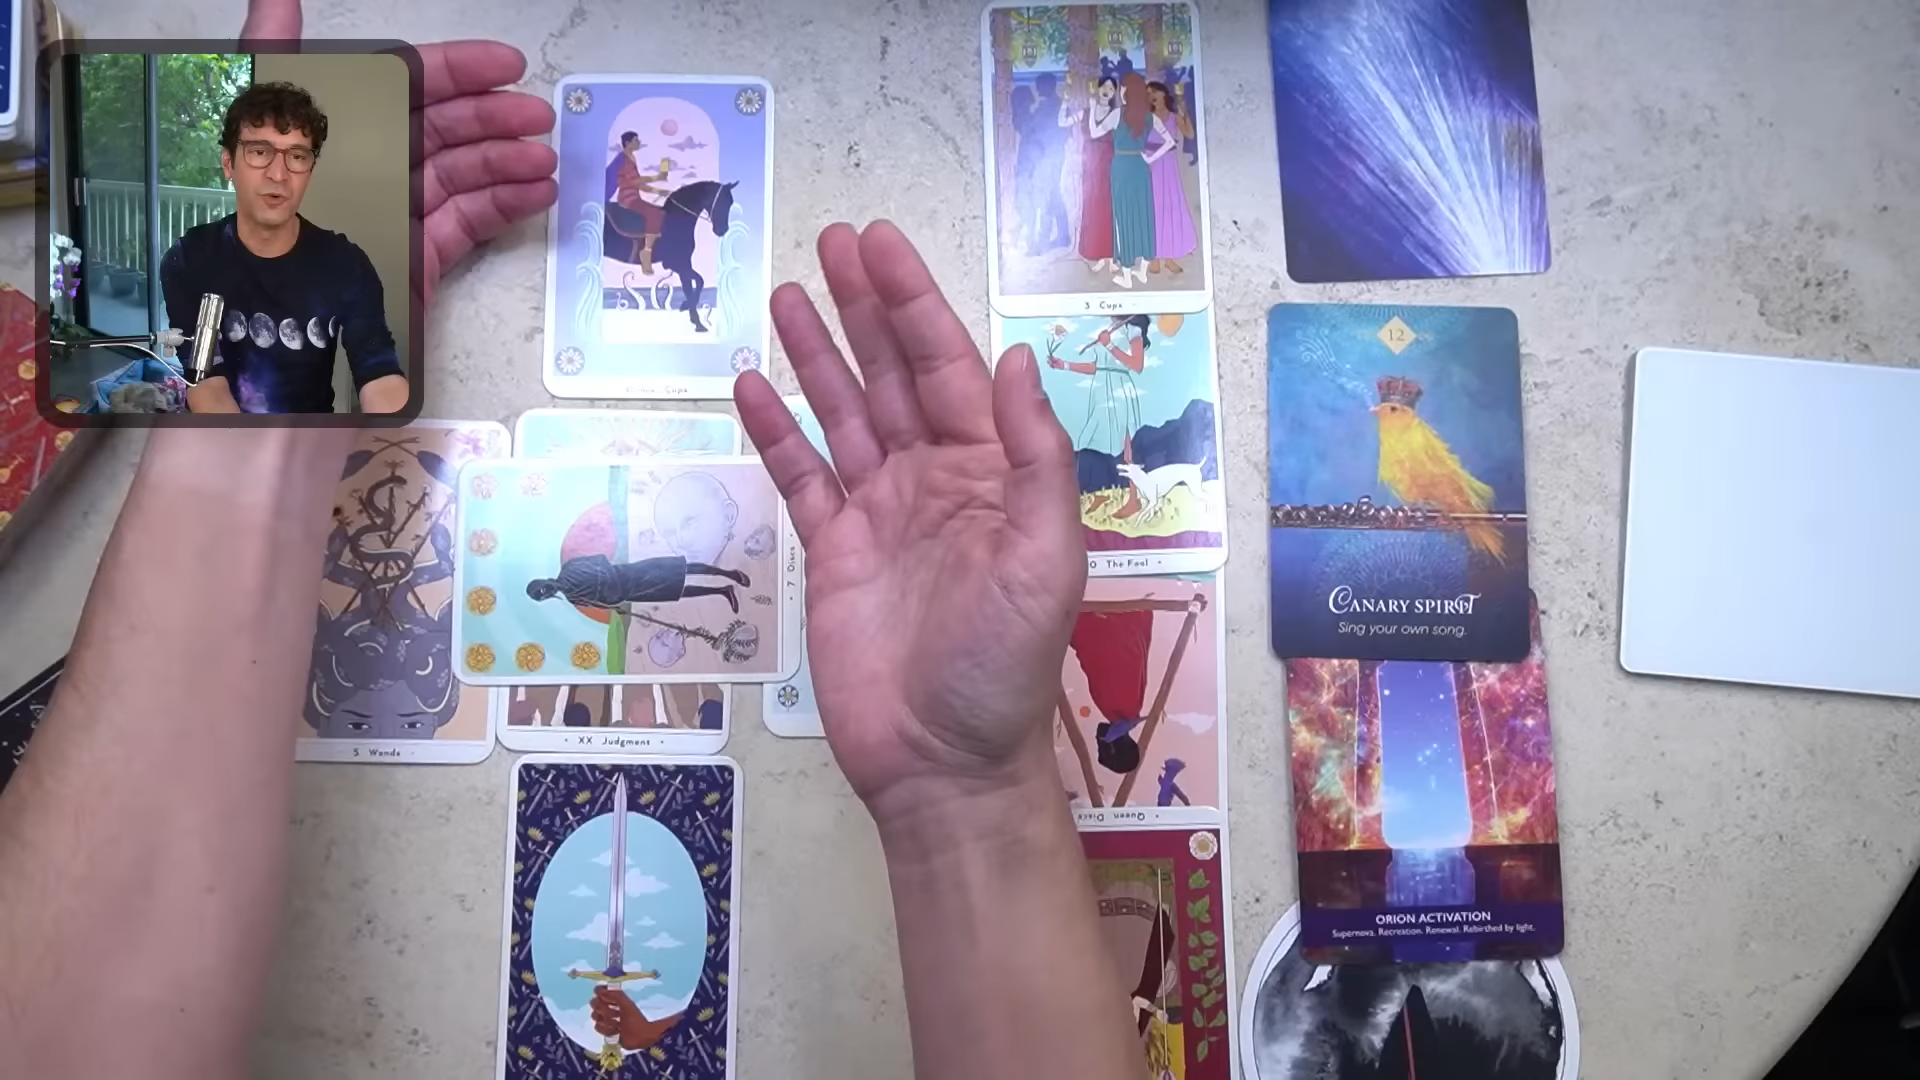 3 Cups
Cups
0 The Fool
12
CANARY SPIRIT
Sing your own song.
7 Discs
5 Wands
XX Judgment
Queen Discs
ORION ACTIVATION
Supernova. Recreation. Renewal. Rebirthed by light.